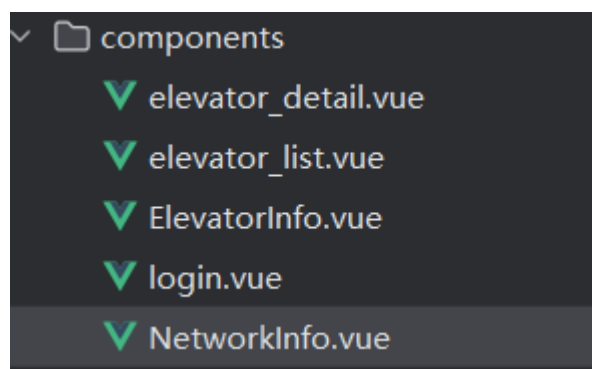 components
elevator_detail.vue
elevator_list.vue
ElevatorInfo.vue
login.vue
NetworkInfo.vue